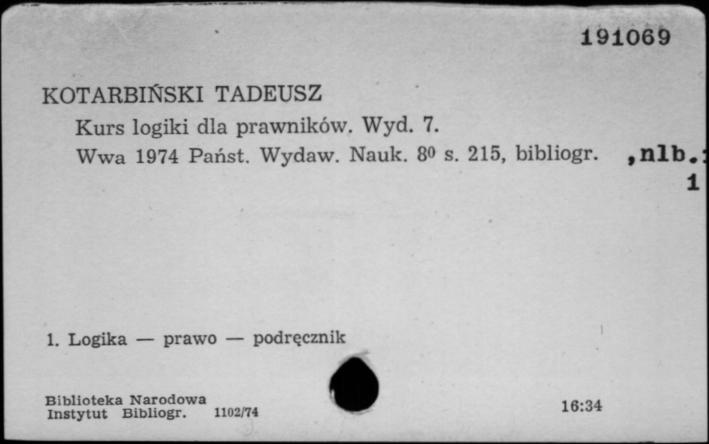 191069
KOTARBIŃSKI TADEUSZ
Kurs logiki dla prawników. Wyd. 7.
Wwa 1974 Państ. Wydaw. Nauk. 8⁰ s. 215, bibliogr. ,nlb.:
1
1. Logika — prawo — podręcznik
Biblioteka Narodowa
Instytut Bibliogr. 1102/74
16:34